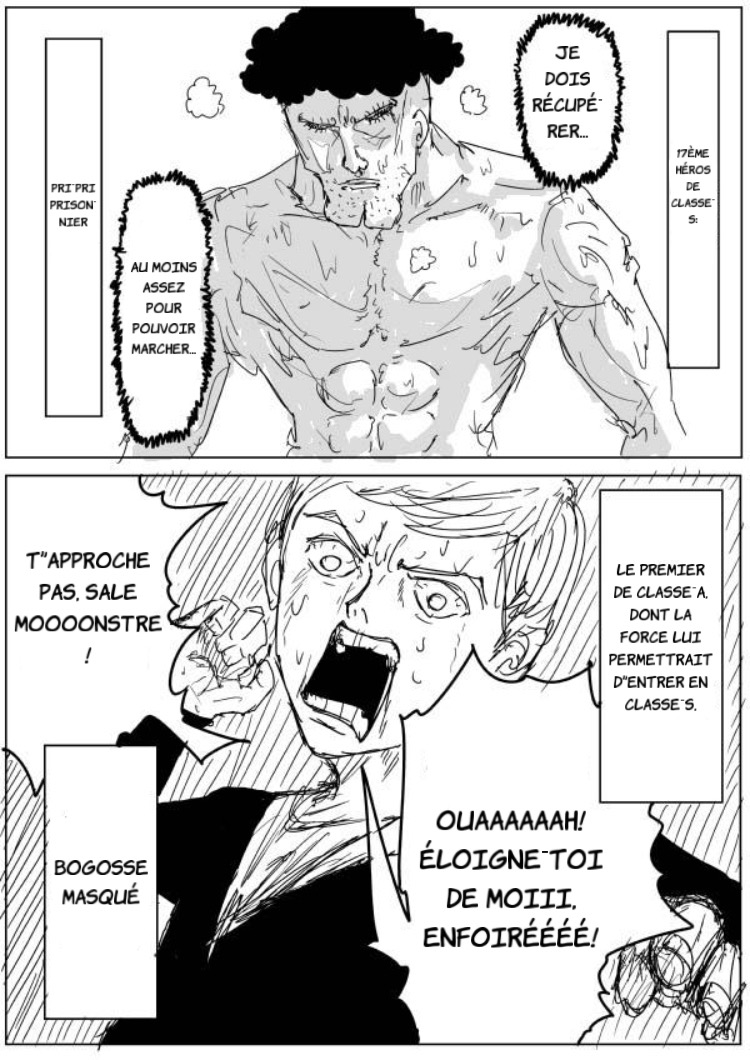 JE
DOIS
RÉCUPÉ-
RER...
17ÈME
HÉROS
DE
CLASSE-
S:
PRI-PRI
PRISON-
NIER
AU MOINS
ASSEZ
POUR
POUVOIR
MARCHER...
T"APPROCHE
PAS, SALE
MOOOONSTRE
!
LE PREMIER
DE CLASSE-A,
DONT LA
FORCE LUI
PERMETTRAIT
D"ENTRER EN
CLASSE-S.
OUAAAAAAH!
ÉLOIGNE-TOI
DE MOIII,
ENFOIRÉÉÉÉ!
BOGOSSE
MASQUÉ